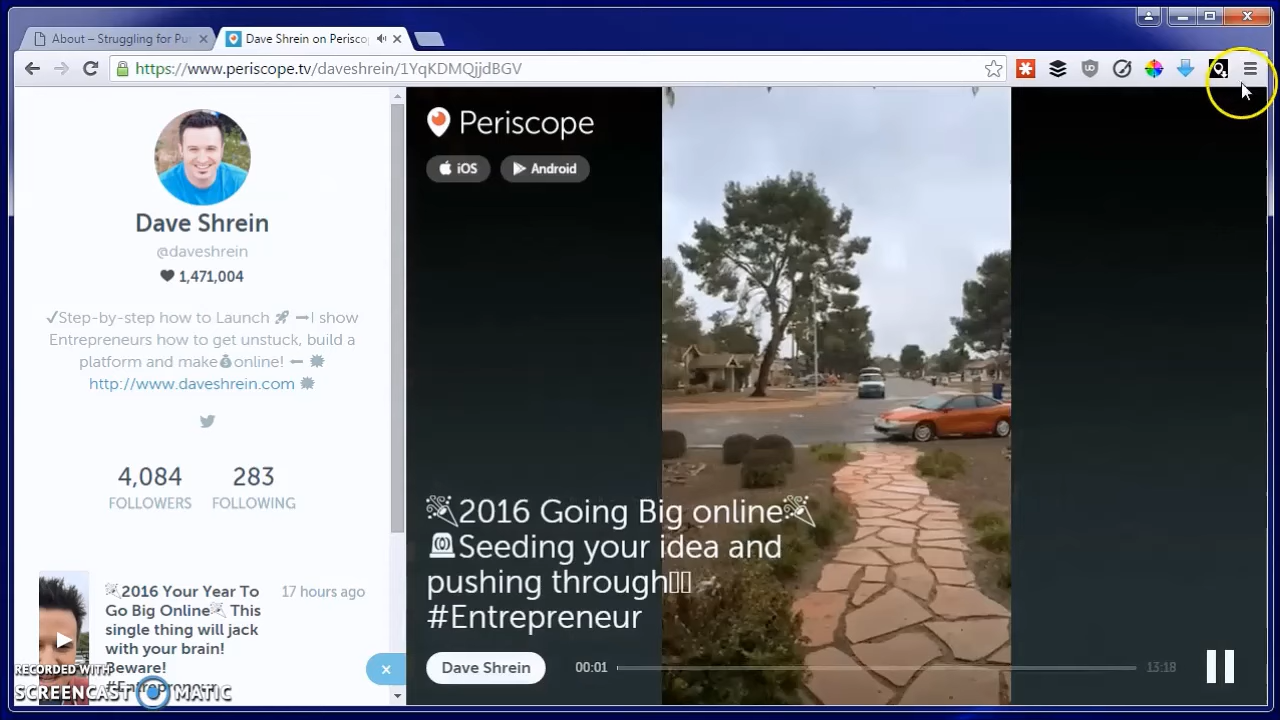 About – Struggling for Pu
Dave Shrein on Perisco
https://www.periscope.tv/daveshrein/1YqKDMQjjdBGV
Periscope
iOS
Android
Dave Shrein
@daveshrein
1,471,004
✓Step-by-step how to Launch 🚀 ➡I show
Entrepreneurs how to get unstuck, build a
platform and make💰online! ⬅ ✹
http://www.daveshrein.com ✹
4,084
283
FOLLOWERS
FOLLOWING
🎉2016 Your Year To
Go Big Online🎉 This
single thing will jack
with your brain!
Beware!
#Entrepreneur
17 hours ago
🎉2016 Going Big online🎉
Seeding your idea and
pushing through
#Entrepreneur
Dave Shrein
00:01
13:18
RECORDED WITH
SCREENCAST MATIC